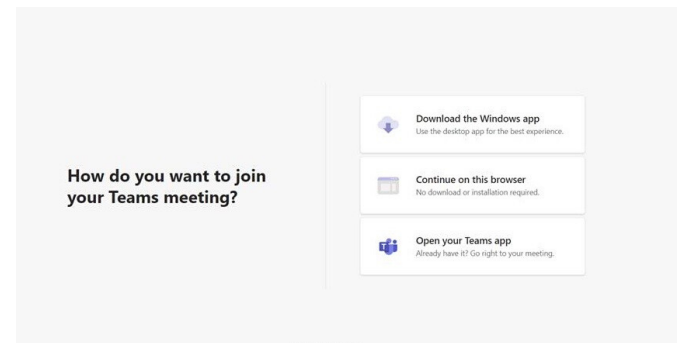 How do you want to join
your Teams meeting?
Download the Windows app
Use the desktop app for the best experience.
Continue on this browser
No download or installation required.
Open your Teams app
Already have it? Go right to your meeting.